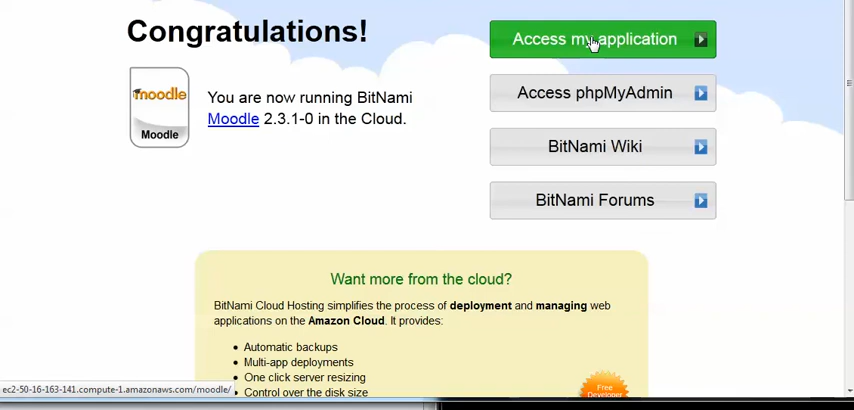 Congratulations!
moodle
Moodle
You are now running BitNami
Moodle 2.3.1-0 in the Cloud.
Access my application
Access phpMyAdmin
BitNami Wiki
BitNami Forums
Want more from the cloud?
BitNami Cloud Hosting simplifies the process of deployment and managing web
applications on the Amazon Cloud. It provides:
Automatic backups
Multi-app deployments
One click server resizing
Control over the disk size
Free
Developer
ec2-50-16-163-141.compute-1.amazonaws.com/moodle/